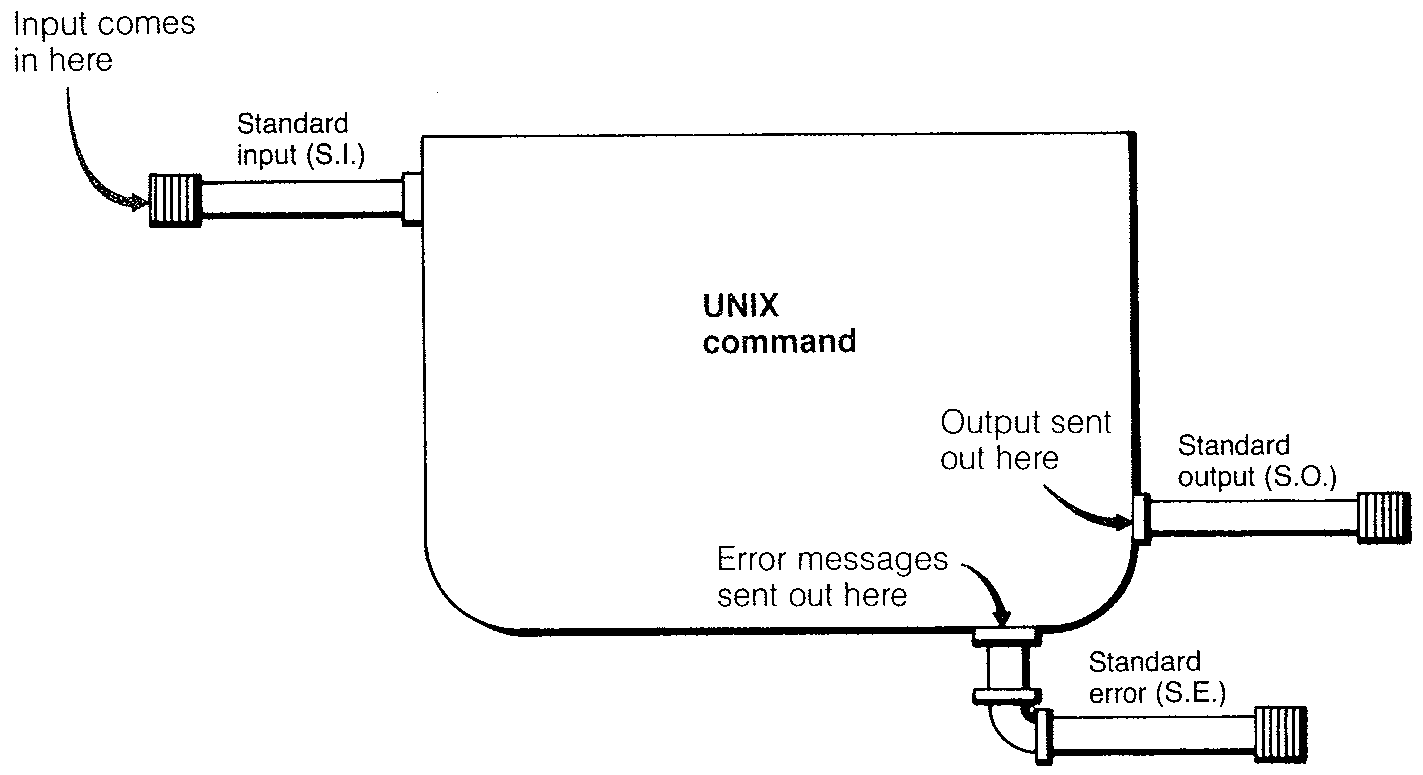 Input comes
in here
Standard
input (S.I.)
UNIX
command
Output sent
out here
Standard
output (S.O.)
Error messages
sent out here
Standard
error (S.E.)